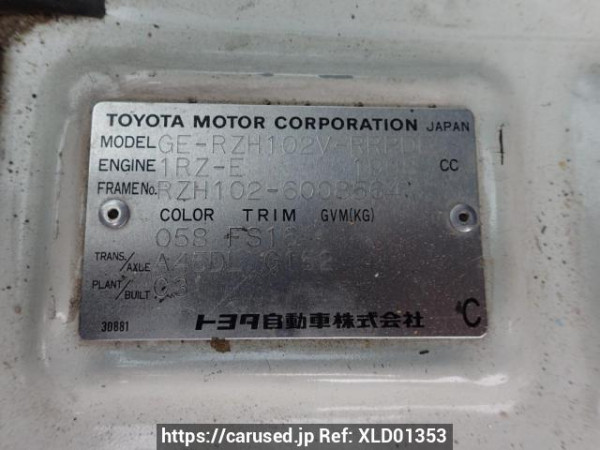 TOYOTA MOTOR CORPORATION JAPAN
MODEL GE-RZH102V-
ENGINE 1RZ-E CC
FRAME No. RZH102-
COLOR TRIM GVM(KG)
058
TRANS/AXLE
PLANT/BUILT
30881 トヨタ自動車株式会社 C
https://carused.jp Ref: XLD01353